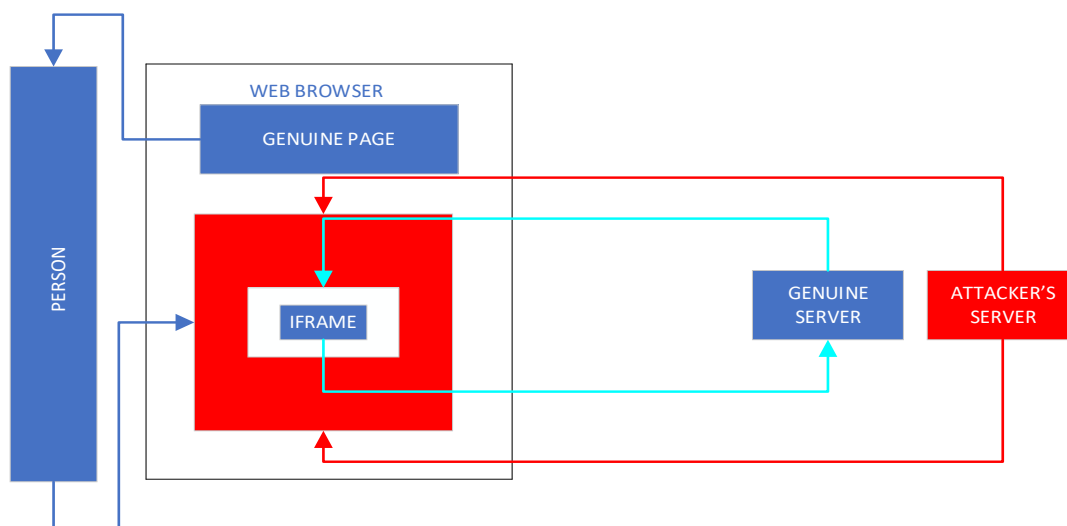 WEB BROWSER
GENUINE PAGE
PERSON
IFRAME
GENUINE
SERVER
ATTACKER'S
SERVER